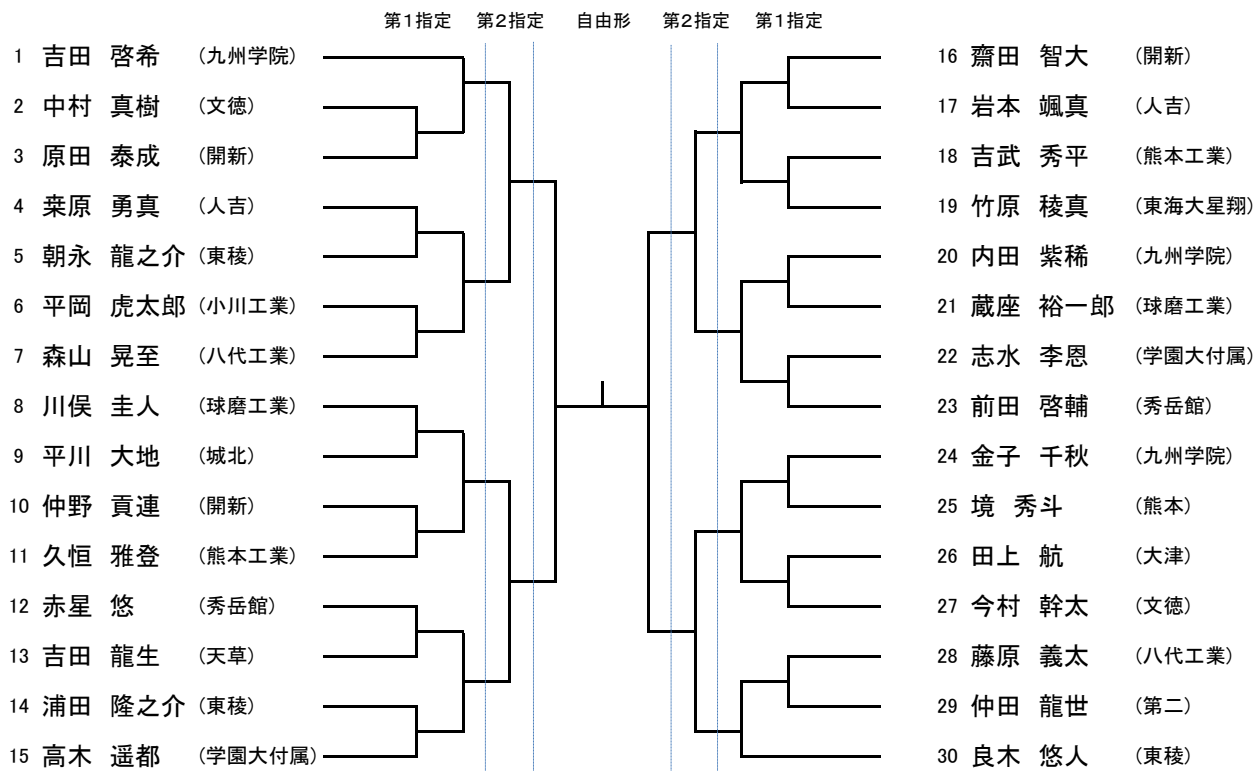 第１指定 第２指定 自由形 第２指定 第１指定
1 吉田 啓希 (九州学院)
2 中村 真樹 (文徳)
3 原田 泰成 (開新)
4 桒原 勇真 (人吉)
5 朝永 龍之介 (東稜)
6 平岡 虎太郎 (小川工業)
7 森山 晃至 (八代工業)
8 川俣 圭人 (球磨工業)
9 平川 大地 (城北)
10 仲野 貢連 (開新)
11 久恒 雅登 (熊本工業)
12 赤星 悠 (秀岳館)
13 吉田 龍生 (天草)
14 浦田 隆之介 (東稜)
15 高木 遥都 (学園大付属)
16 齋田 智大 (開新)
17 岩本 颯真 (人吉)
18 吉武 秀平 (熊本工業)
19 竹原 稜真 (東海大星翔)
20 内田 紫稀 (九州学院)
21 蔵座 裕一郎 (球磨工業)
22 志水 李恩 (学園大付属)
23 前田 啓輔 (秀岳館)
24 金子 千秋 (九州学院)
25 境 秀斗 (熊本)
26 田上 航 (大津)
27 今村 幹太 (文徳)
28 藤原 義太 (八代工業)
29 仲田 龍世 (第二)
30 良木 悠人 (東稜)